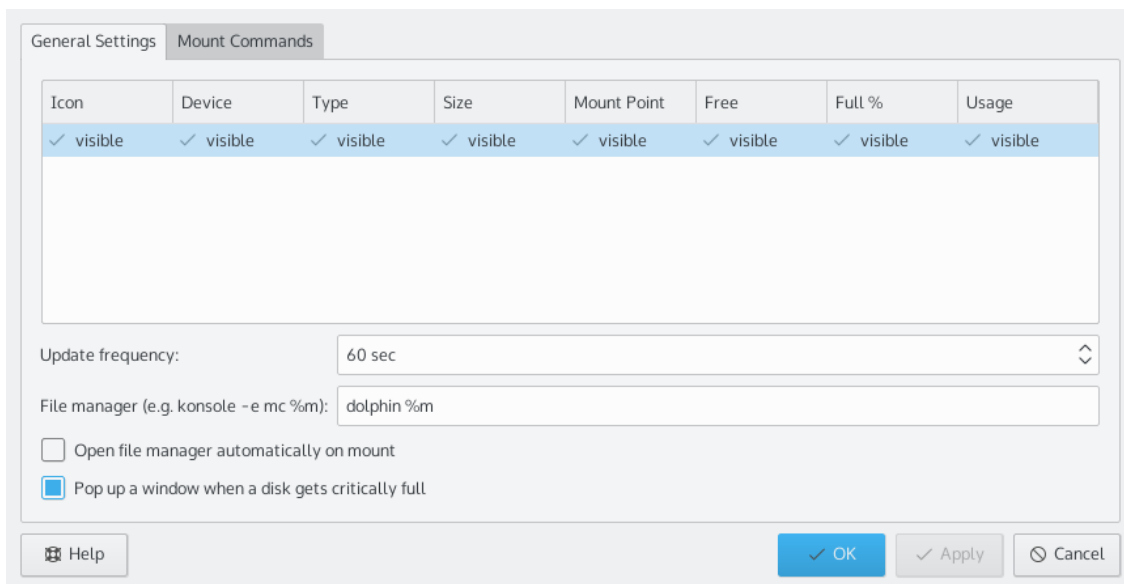 General Settings Mount Commands
Icon Device Type Size Mount Point Free Full % Usage
visible visible visible visible visible visible visible visible
Update frequency: 60 sec
File manager (e.g. konsole -e mc %m): dolphin %m
Open file manager automatically on mount
Pop up a window when a disk gets critically full
Help OK Apply Cancel